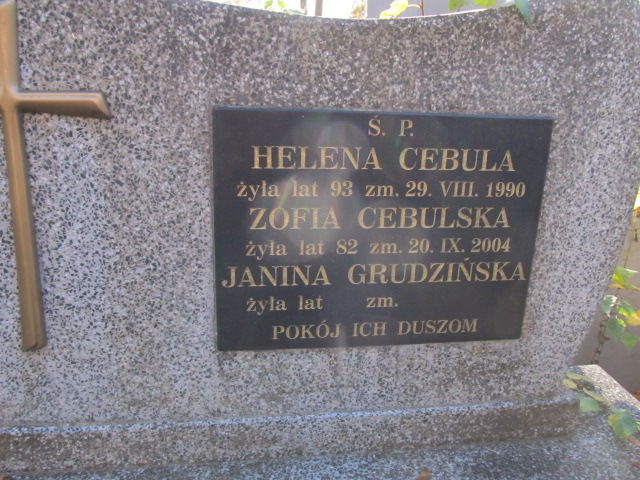 Ś. P.
HELENA CEBULA
żyła lat 93 zm. 29. VIII. 1990
ZOFIA CEBULSKA
żyła lat 82 zm. 20. IX. 2004
JANINA GRUDZIŃSKA
żyła lat zm.
POKÓJ ICH DUSZOM